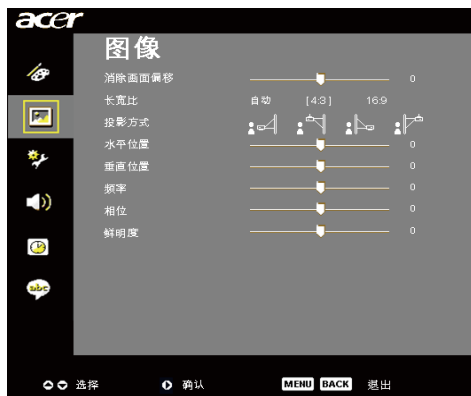 acer
图像
消除画面偏移 0
长宽比 自动 [4:3] 16:9
投影方式
水平位置 0
垂直位置 0
频率 0
相位 0
鲜明度 0
abc
选择 确认 MENU BACK 退出